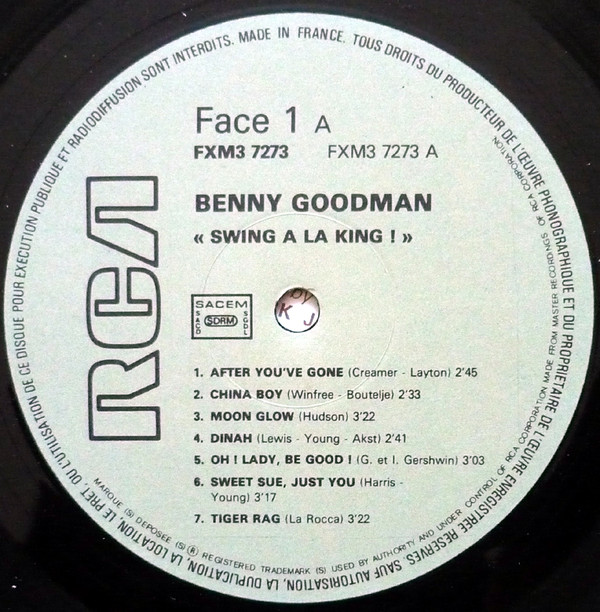 TOUS DROITS DU PRODUCTEUR DE L'ŒUVRE PHONOGRAPHIQUE ET DU PROPRIETAIRE DE L'ŒUVRE ENREGISTREE RESERVES. SAUF AUTORISATION, LA DUPLICATION, LA LOCATION, LE PRET, OU L'UTILISATION DE CE DISQUE POUR EXECUTION PUBLIQUE ET RADIODIFFUSION SONT INTERDITS. MADE IN FRANCE.
Face 1 A
FXM3 7273 FXM3 7273 A
BENNY GOODMAN
« SWING A LA KING ! »
RCA
SACEM
SACD
SDRM
SGDL
K J
1. AFTER YOU'VE GONE (Creamer - Layton) 2'45
2. CHINA BOY (Winfree - Boutelje) 2'33
3. MOON GLOW (Hudson) 3'22
4. DINAH (Lewis - Young - Akst) 2'41
5. OH ! LADY, BE GOOD ! (G. et I. Gershwin) 3'03
6. SWEET SUE, JUST YOU (Harris -
Young) 3'17
7. TIGER RAG (La Rocca) 3'22
MARQUE (S) DEPOSEE (S) ® REGISTERED TRADEMARK (S) USED BY AUTHORITY AND UNDER CONTROL OF RCA CORPORATION MADE FROM MASTER RECORDINGS OF RCA CORPORATION.